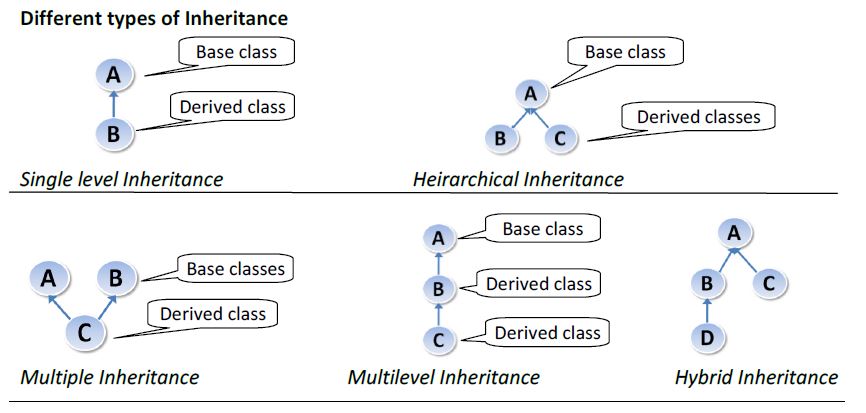 Different types of Inheritance
A
Base class
B
Derived class
Single level Inheritance
A
Base class
B
C
Derived classes
Heirarchical Inheritance
A
B
Base classes
C
Derived class
Multiple Inheritance
A
Base class
B
Derived class
C
Derived class
Multilevel Inheritance
A
B
C
D
Hybrid Inheritance